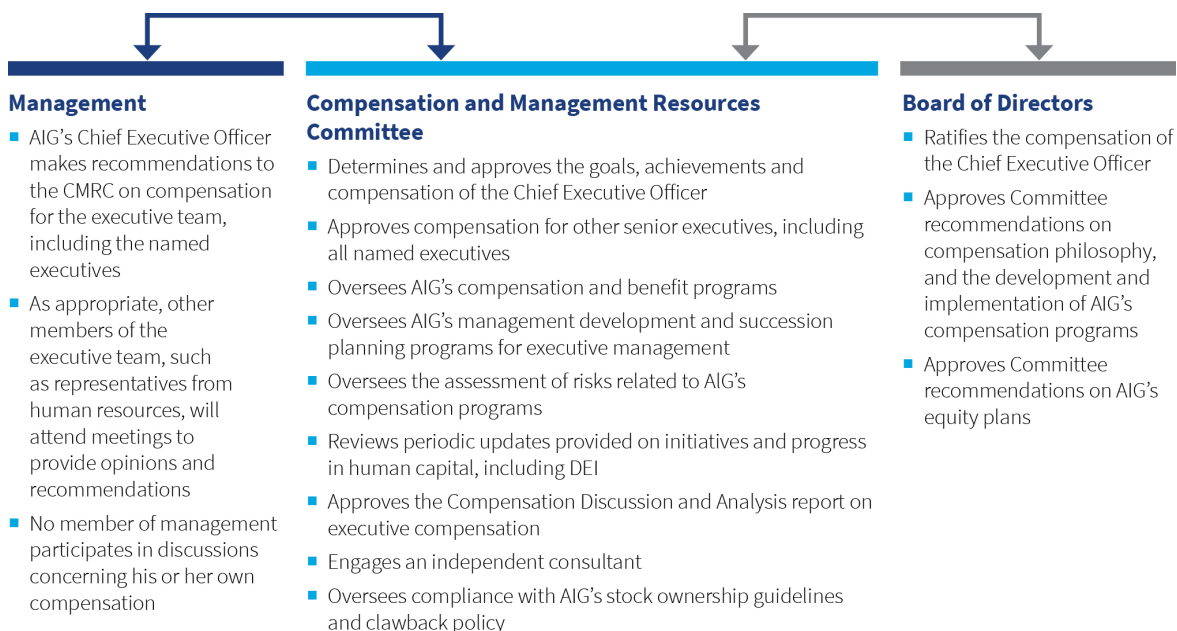 Management
AIG's Chief Executive Officer
makes recommendations to
the CMRC on compensation
for the executive team,
including the named
executives
As appropriate, other
members of the
executive team, such
as representatives from
human resources, will
attend meetings to
provide opinions and
recommendations
No member of management
participates in discussions
concerning his or her own
compensation
Compensation and Management Resources
Committee
Determines and approves the goals, achievements and
compensation of the Chief Executive Officer
Approves compensation for other senior executives, including
all named executives
Oversees AIG's compensation and benefit programs
Oversees AIG's management development and succession
planning programs for executive management
Oversees the assessment of risks related to AIG's
compensation programs
Reviews periodic updates provided on initiatives and progress
in human capital, including DEI
Approves the Compensation Discussion and Analysis report on
executive compensation
Engages an independent consultant
Oversees compliance with AIG's stock ownership guidelines
and clawback policy
Board of Directors
Ratifies the compensation of
the Chief Executive Officer
Approves Committee
recommendations on
compensation philosophy,
and the development and
implementation of AIG's
compensation programs
Approves Committee
recommendations on AIG's
equity plans